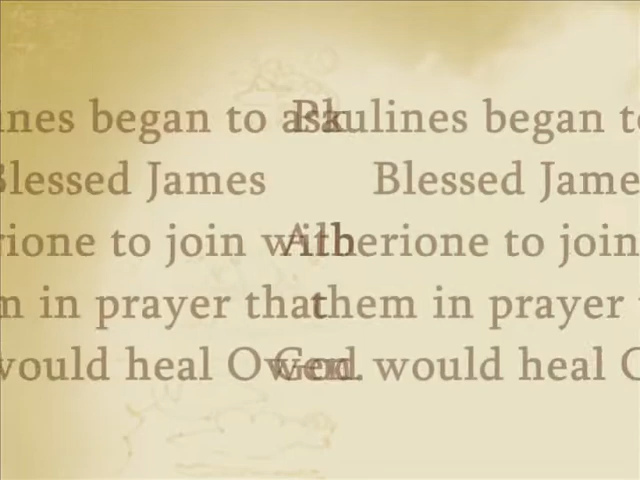 ines began to ask Paulines began to
Blessed James Blessed Jame
rione to join with Alberione to join
m in prayer that them in prayer
would heal Owen. God would heal O